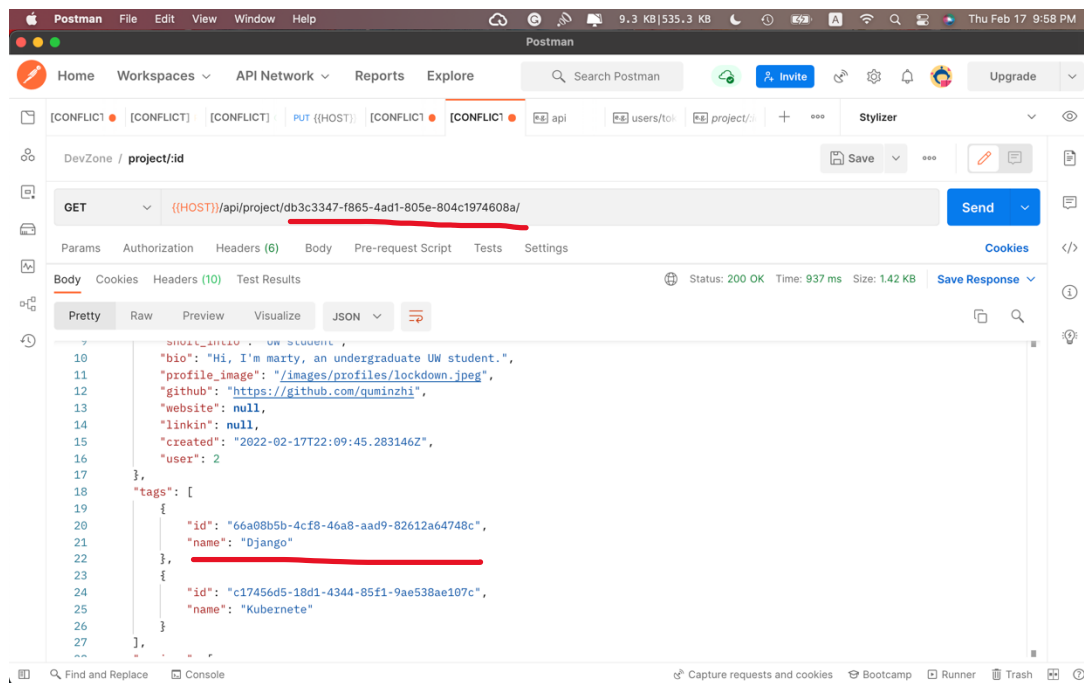 Postman File Edit View Window Help 9.3 KB|535.3 KB A Thu Feb 17 9:58 PM
Postman
Home Workspaces API Network Reports Explore Search Postman Invite Upgrade
[CONFLICT [CONFLICT] [CONFLICT] PUT {{HOST}} [CONFLICT [CONFLICT e.g. api e.g. users/tok e.g. project/: Stylizer
DevZone / project/:id Save
GET {{HOST}}/api/project/db3c3347-f865-4ad1-805e-804c1974608a/ Send
Params Authorization Headers (6) Body Pre-request Script Tests Settings Cookies
Body Cookies Headers (10) Test Results Status: 200 OK Time: 937 ms Size: 1.42 KB Save Response
Pretty Raw Preview Visualize JSON
9 "short_intro": "UW student",
10 "bio": "Hi, I'm marty, an undergraduate UW student.",
11 "profile_image": "/images/profiles/lockdown.jpeg",
12 "github": "https://github.com/quminzhi",
13 "website": null,
14 "linkin": null,
15 "created": "2022-02-17T22:09:45.283146Z",
16 "user": 2
17 },
18 "tags": [
19 {
20 "id": "66a08b5b-4cf8-46a8-aad9-82612a64748c",
21 "name": "Django"
22 },
23 {
24 "id": "c17456d5-18d1-4344-85f1-9ae538ae107c",
25 "name": "Kubernete"
26 }
27 ],
Find and Replace Console Capture requests and cookies Bootcamp Runner Trash